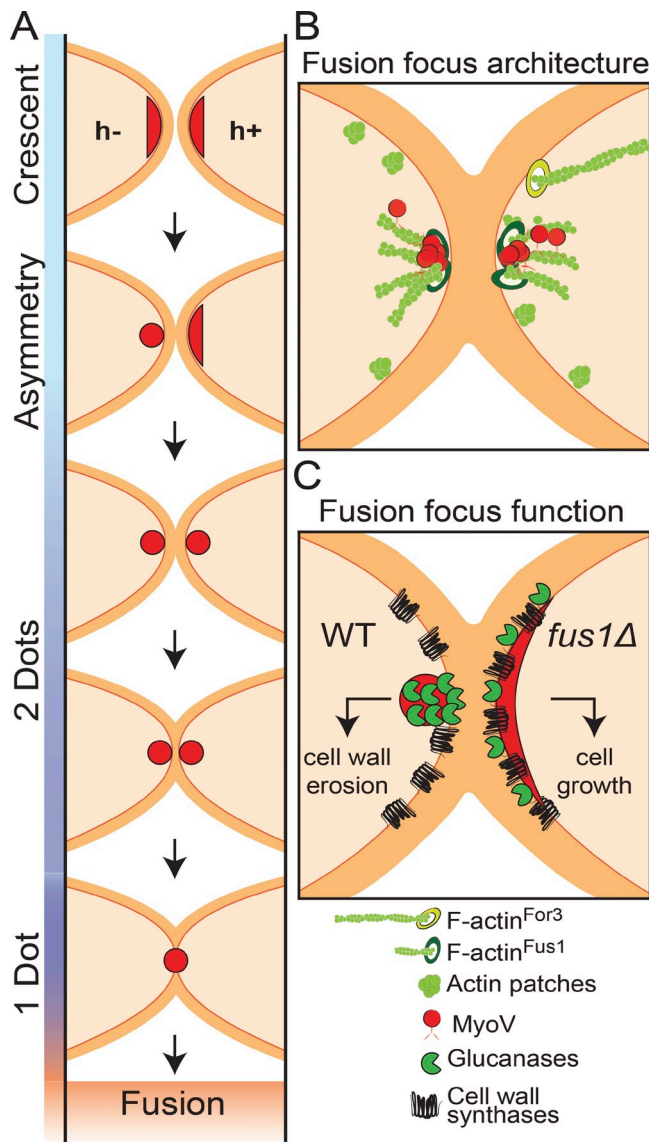 A
Crescent
h-
h+
Asymmetry
2 Dots
1 Dot
Fusion
B
Fusion focus architecture
C
Fusion focus function
WT
fus1Δ
cell wall
erosion
cell
growth
F-actinFor3
F-actinFus1
Actin patches
MyoV
Glucanases
Cell wall
synthases